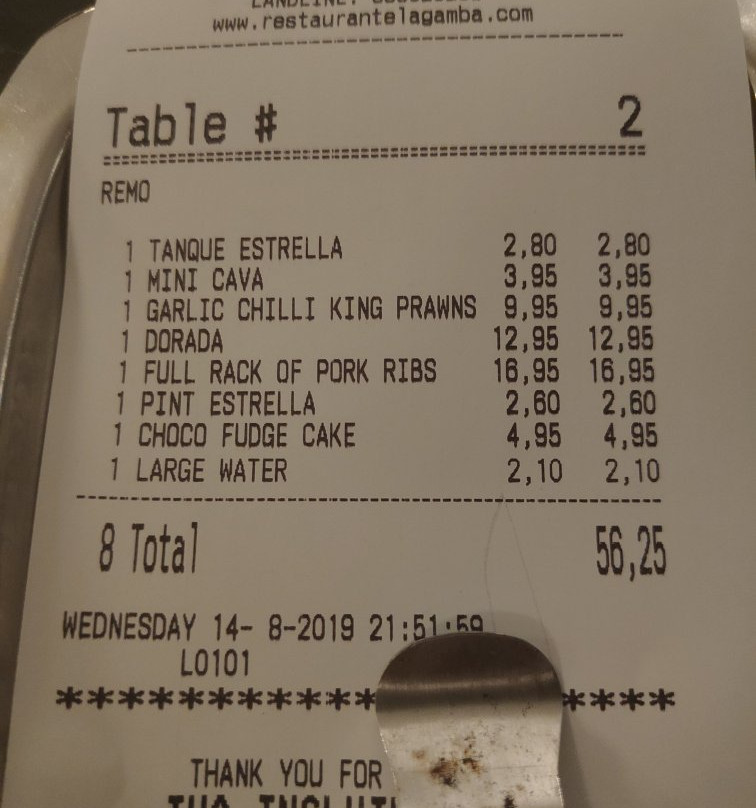 www.restaurantelagamba.com
Table # 2
REMO
1 TANQUE ESTRELLA 2,80 2,80
1 MINI CAVA 3,95 3,95
1 GARLIC CHILLI KING PRAWNS 9,95 9,95
1 DORADA 12,95 12,95
1 FULL RACK OF PORK RIBS 16,95 16,95
1 PINT ESTRELLA 2,60 2,60
1 CHOCO FUDGE CAKE 4,95 4,95
1 LARGE WATER 2,10 2,10
8 Total 56,25
WEDNESDAY 14- 8-2019 21:51:59
LO101
THANK YOU FOR